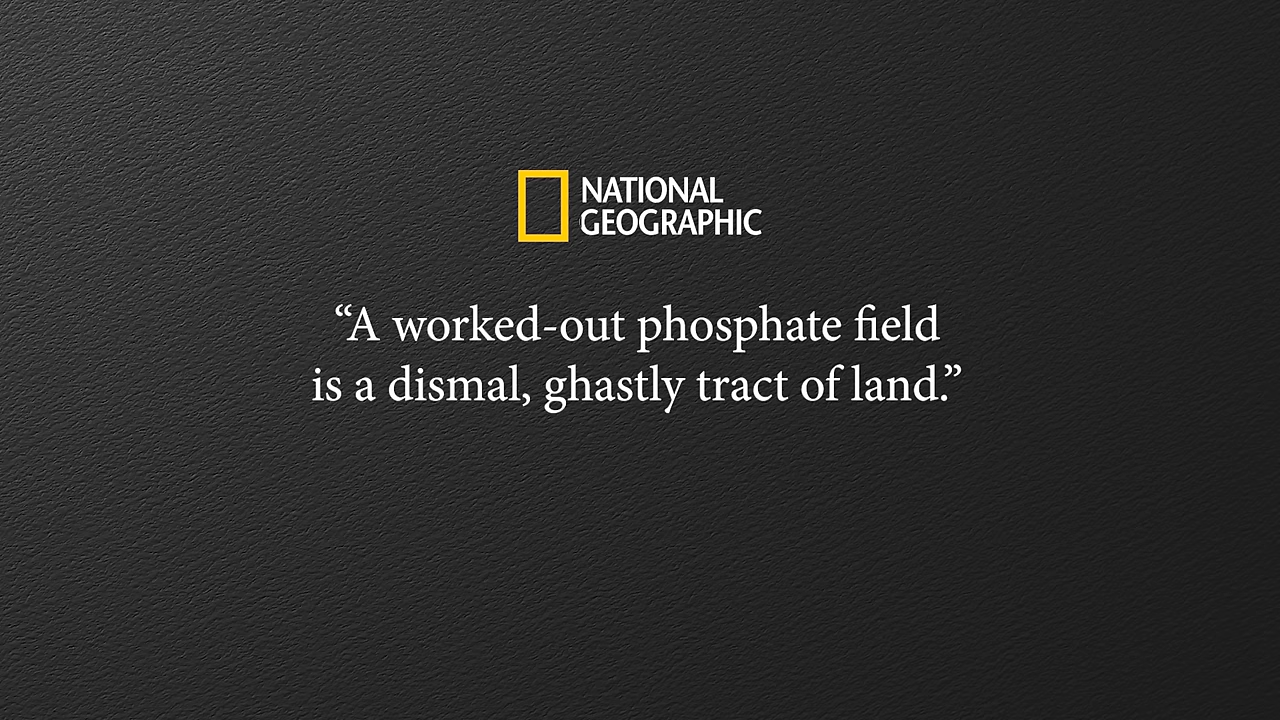 NATIONAL
GEOGRAPHIC
“A worked-out phosphate field
is a dismal, ghastly tract of land.”